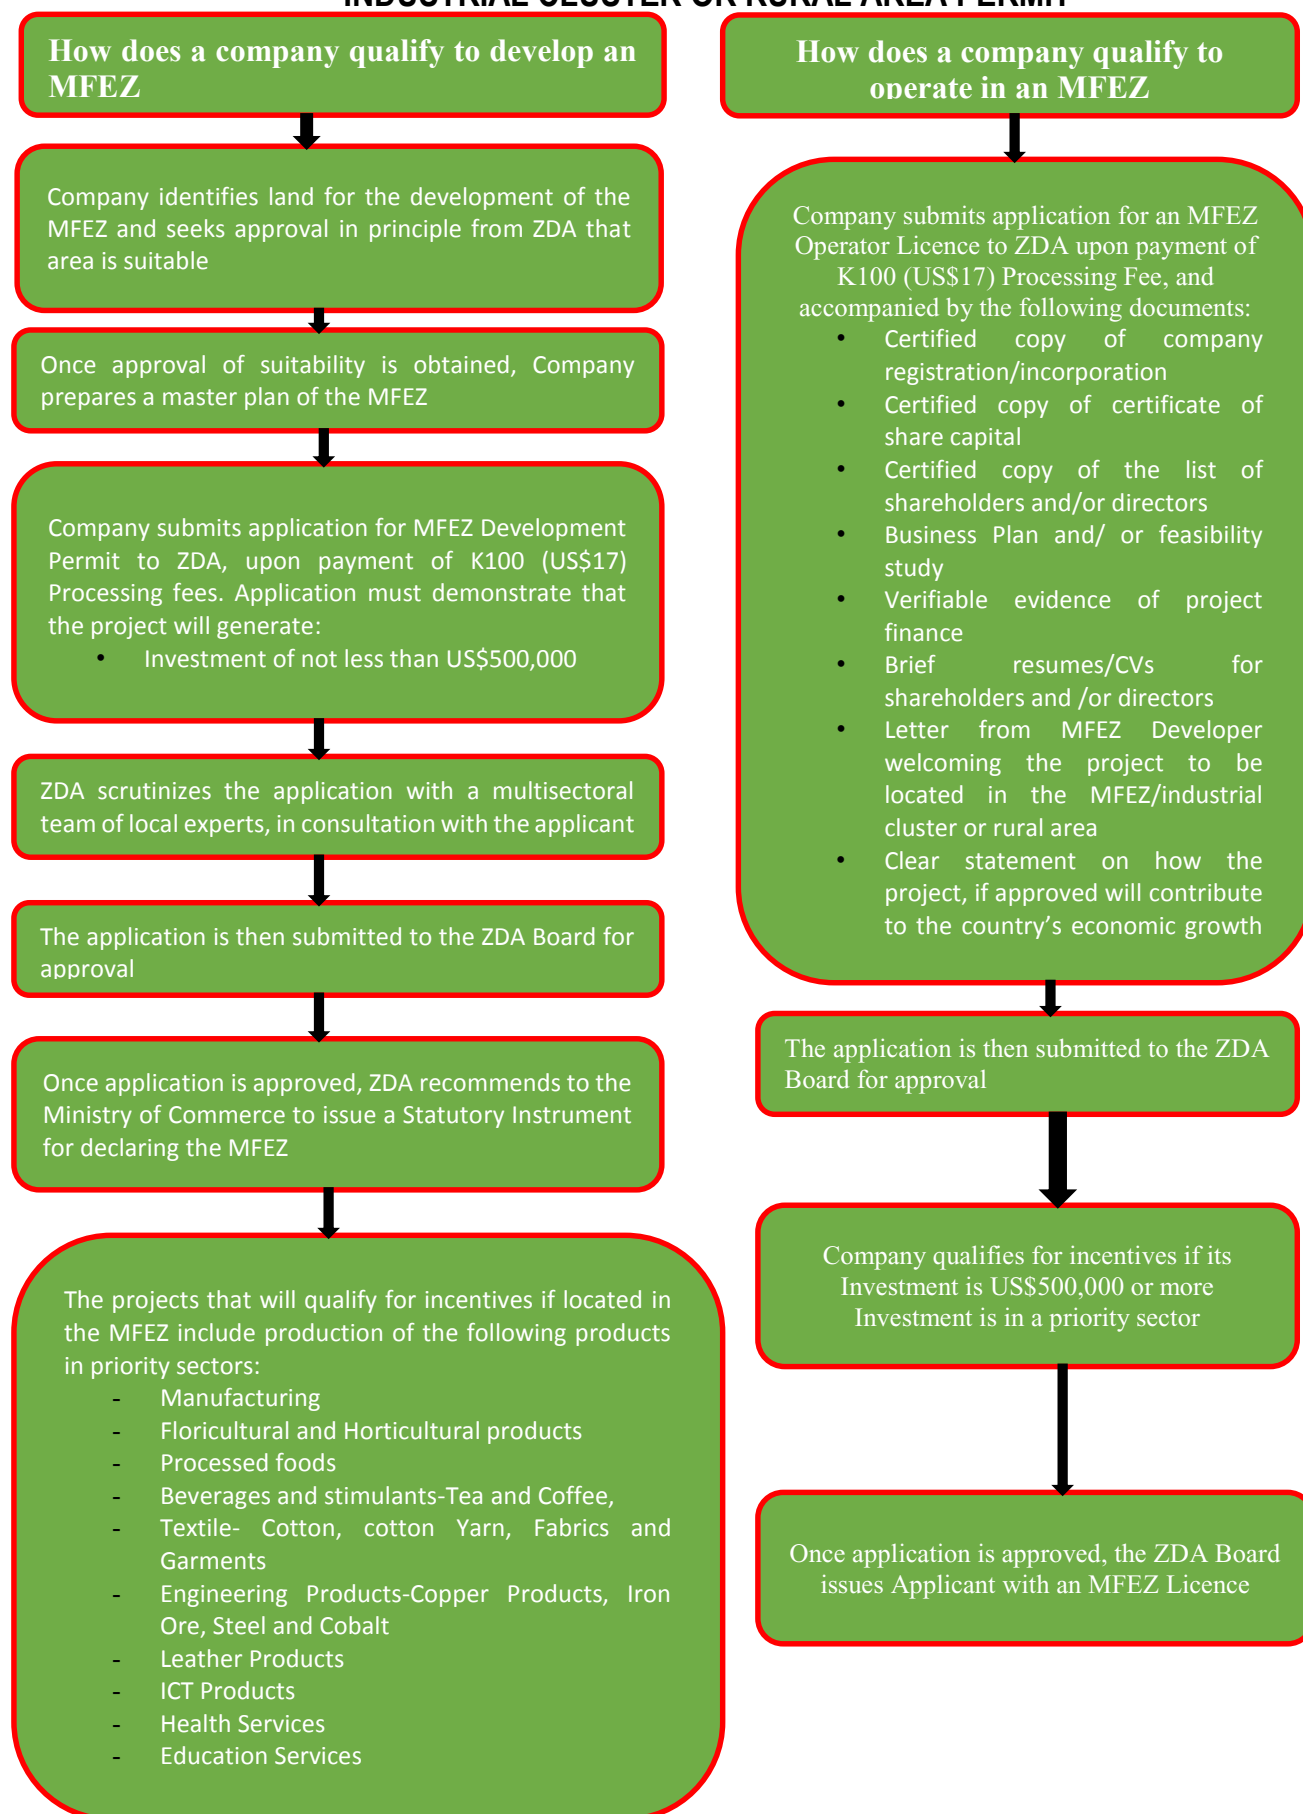 INDUSTRIAL CLUSTER OR RURAL AREA PERMIT
How does a company qualify to develop an
MFEZ
Company identifies land for the development of the
MFEZ and seeks approval in principle from ZDA that
area is suitable
Once approval of suitability is obtained, Company
prepares a master plan of the MFEZ
Company submits application for MFEZ Development
Permit to ZDA, upon payment of K100 (US$17)
Processing fees. Application must demonstrate that
the project will generate:
• Investment of not less than US$500,000
ZDA scrutinizes the application with a multisectoral
team of local experts, in consultation with the applicant
The application is then submitted to the ZDA Board for
approval
Once application is approved, ZDA recommends to the
Ministry of Commerce to issue a Statutory Instrument
for declaring the MFEZ
The projects that will qualify for incentives if located in
the MFEZ include production of the following products
in priority sectors:
- Manufacturing
- Floricultural and Horticultural products
- Processed foods
- Beverages and stimulants-Tea and Coffee,
- Textile- Cotton, cotton Yarn, Fabrics and
Garments
- Engineering Products-Copper Products, Iron
Ore, Steel and Cobalt
- Leather Products
- ICT Products
- Health Services
- Education Services
How does a company qualify to
operate in an MFEZ
Company submits application for an MFEZ
Operator Licence to ZDA upon payment of
K100 (US$17) Processing Fee, and
accompanied by the following documents:
• Certified copy of company
registration/incorporation
• Certified copy of certificate of
share capital
• Certified copy of the list of
shareholders and/or directors
• Business Plan and/ or feasibility
study
• Verifiable evidence of project
finance
• Brief resumes/CVs for
shareholders and /or directors
• Letter from MFEZ Developer
welcoming the project to be
located in the MFEZ/industrial
cluster or rural area
• Clear statement on how the
project, if approved will contribute
to the country’s economic growth
The application is then submitted to the ZDA
Board for approval
Company qualifies for incentives if its
Investment is US$500,000 or more
Investment is in a priority sector
Once application is approved, the ZDA Board
issues Applicant with an MFEZ Licence